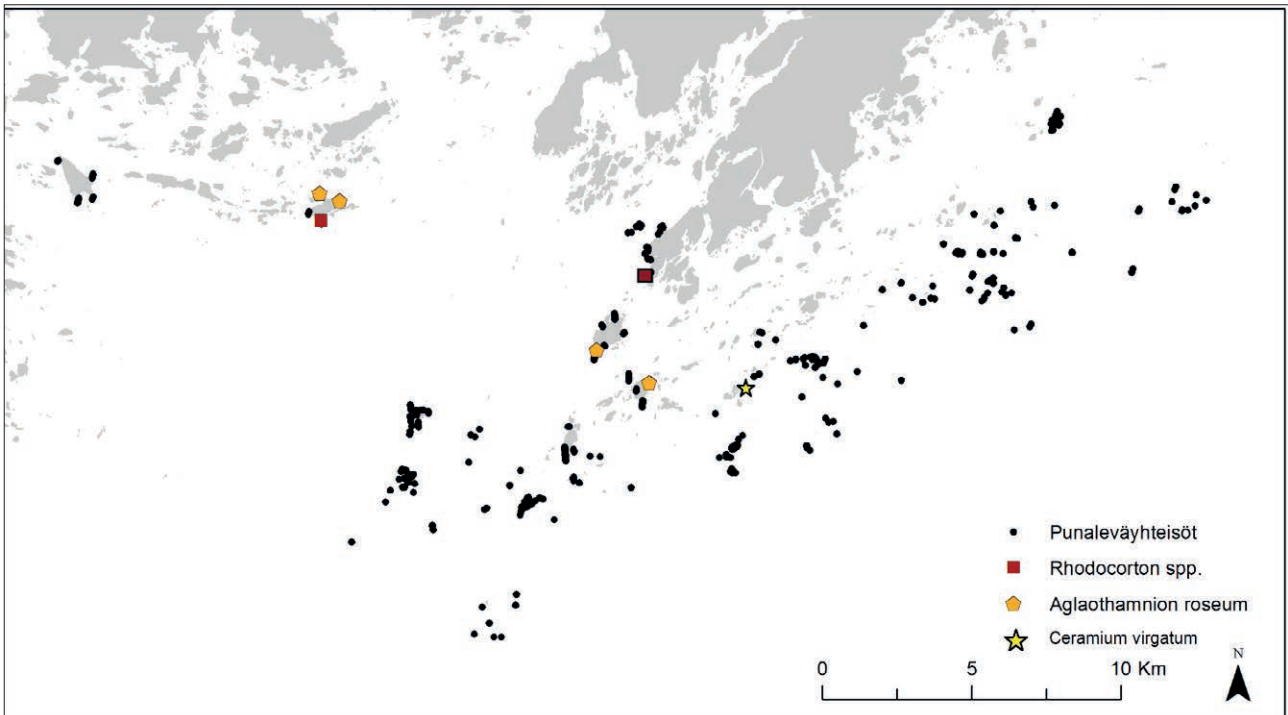 Punaleväyhteisöt
Rhodocorton spp.
Aglaothamnion roseum
Ceramium virgatum
0 5 10 Km
N